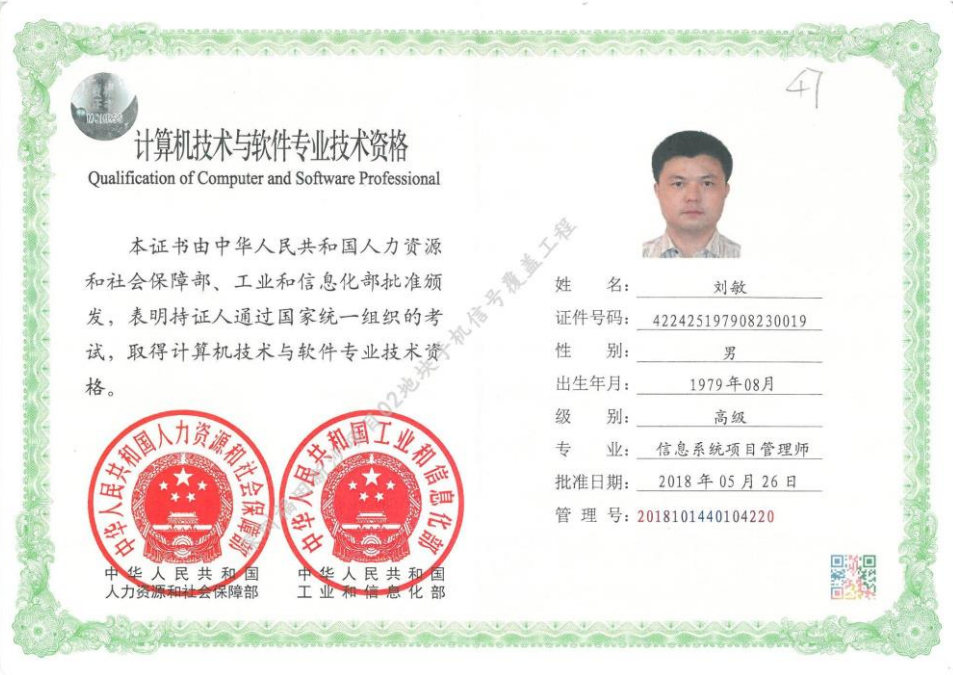 47
计算机技术与软件专业技术资格
Qualification of Computer and Software Professional
本证书由中华人民共和国人力资源
和社会保障部、工业和信息化部批准颁
发，表明持证人通过国家统一组织的考
试，取得计算机技术与软件专业技术资
格。
中华人民共和国人力资源和社会保障部
中华人民共和国工业和信息化部
中华人民共和国
人力资源和社会保障部
中华人民共和国
工业和信息化部
姓 名：刘敏
证件号码：422425197908230019
性 别：男
出生年月：1979年08月
级 别：高级
专 业：信息系统项目管理师
批准日期：2018年05月26日
管 理 号：2018101440104220
02地块手机信号覆盖工程